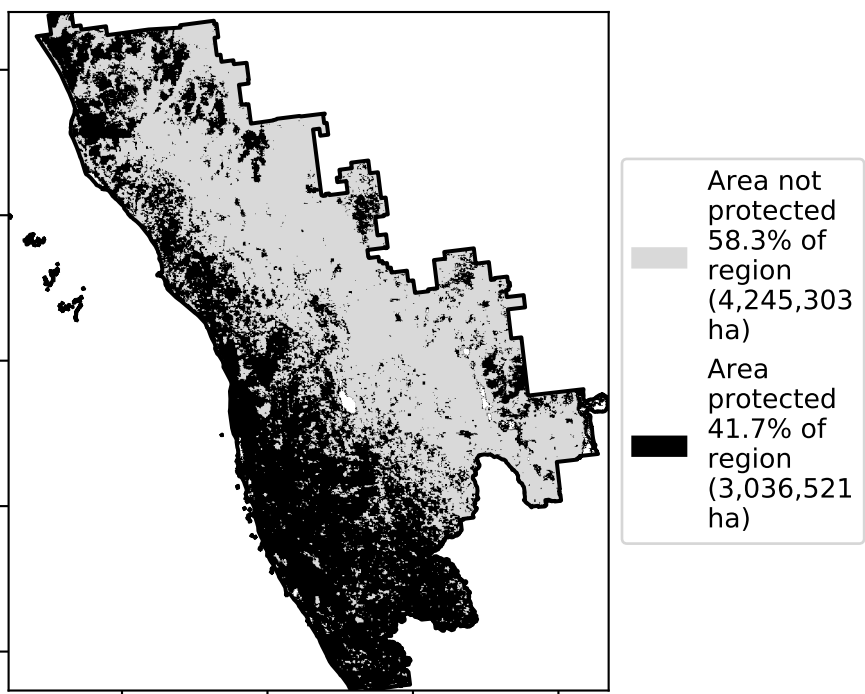 Area not
protected
58.3% of
region
(4,245,303
ha)
Area
protected
41.7% of
region
(3,036,521
ha)